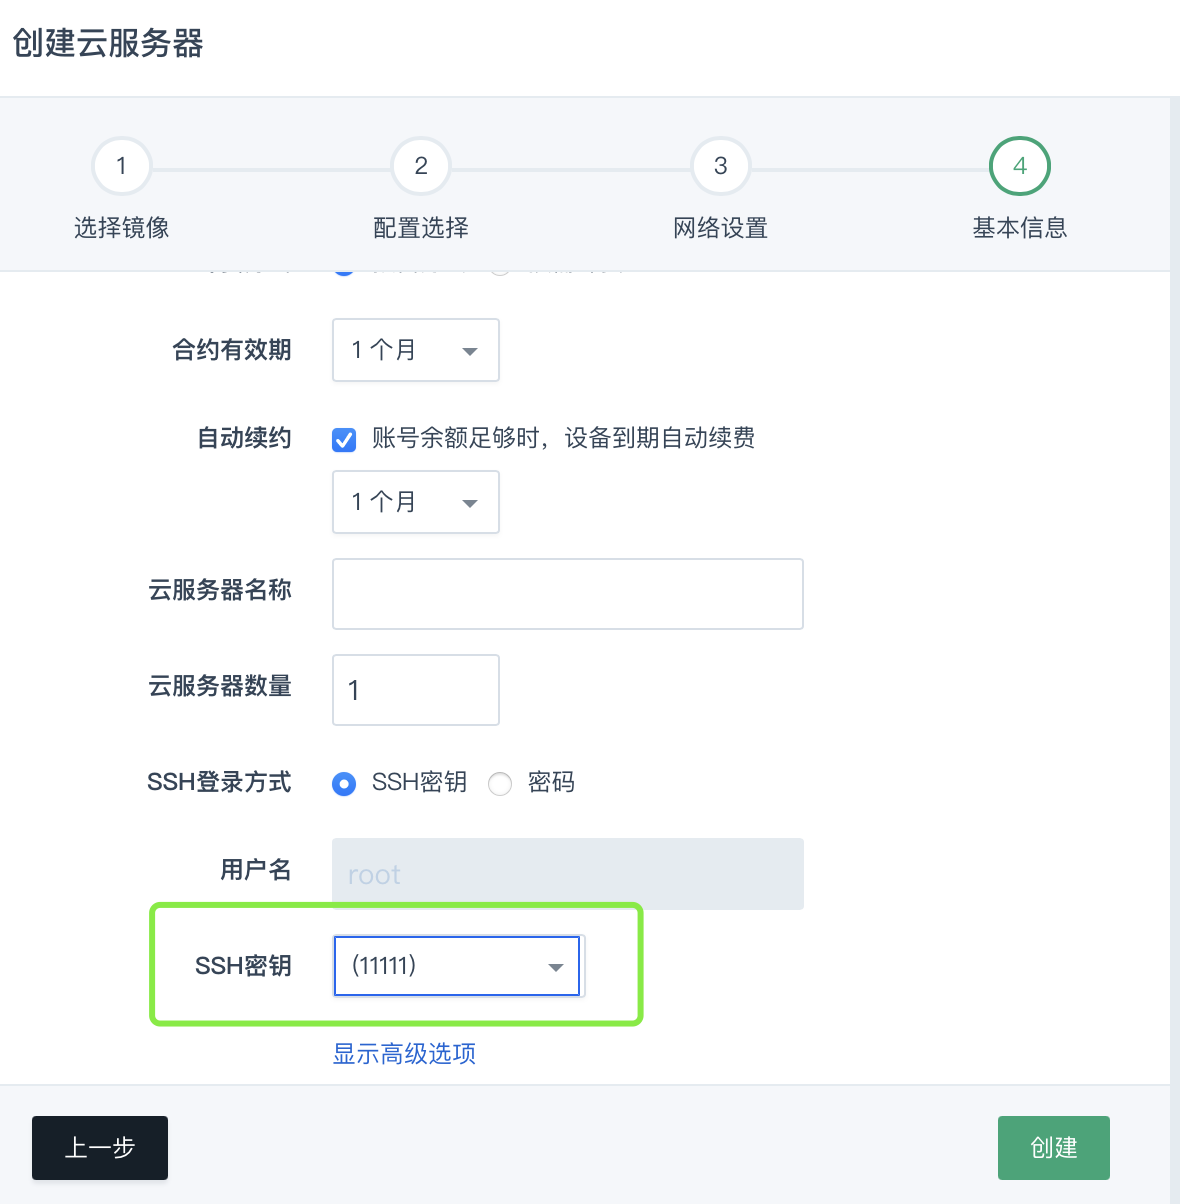 创建云服务器
1
2
3
4
选择镜像
配置选择
网络设置
基本信息
合约有效期
1 个月
自动续约
账号余额足够时，设备到期自动续费
1 个月
云服务器名称
云服务器数量
1
SSH登录方式
SSH密钥
密码
用户名
root
SSH密钥
(11111)
显示高级选项
上一步
创建